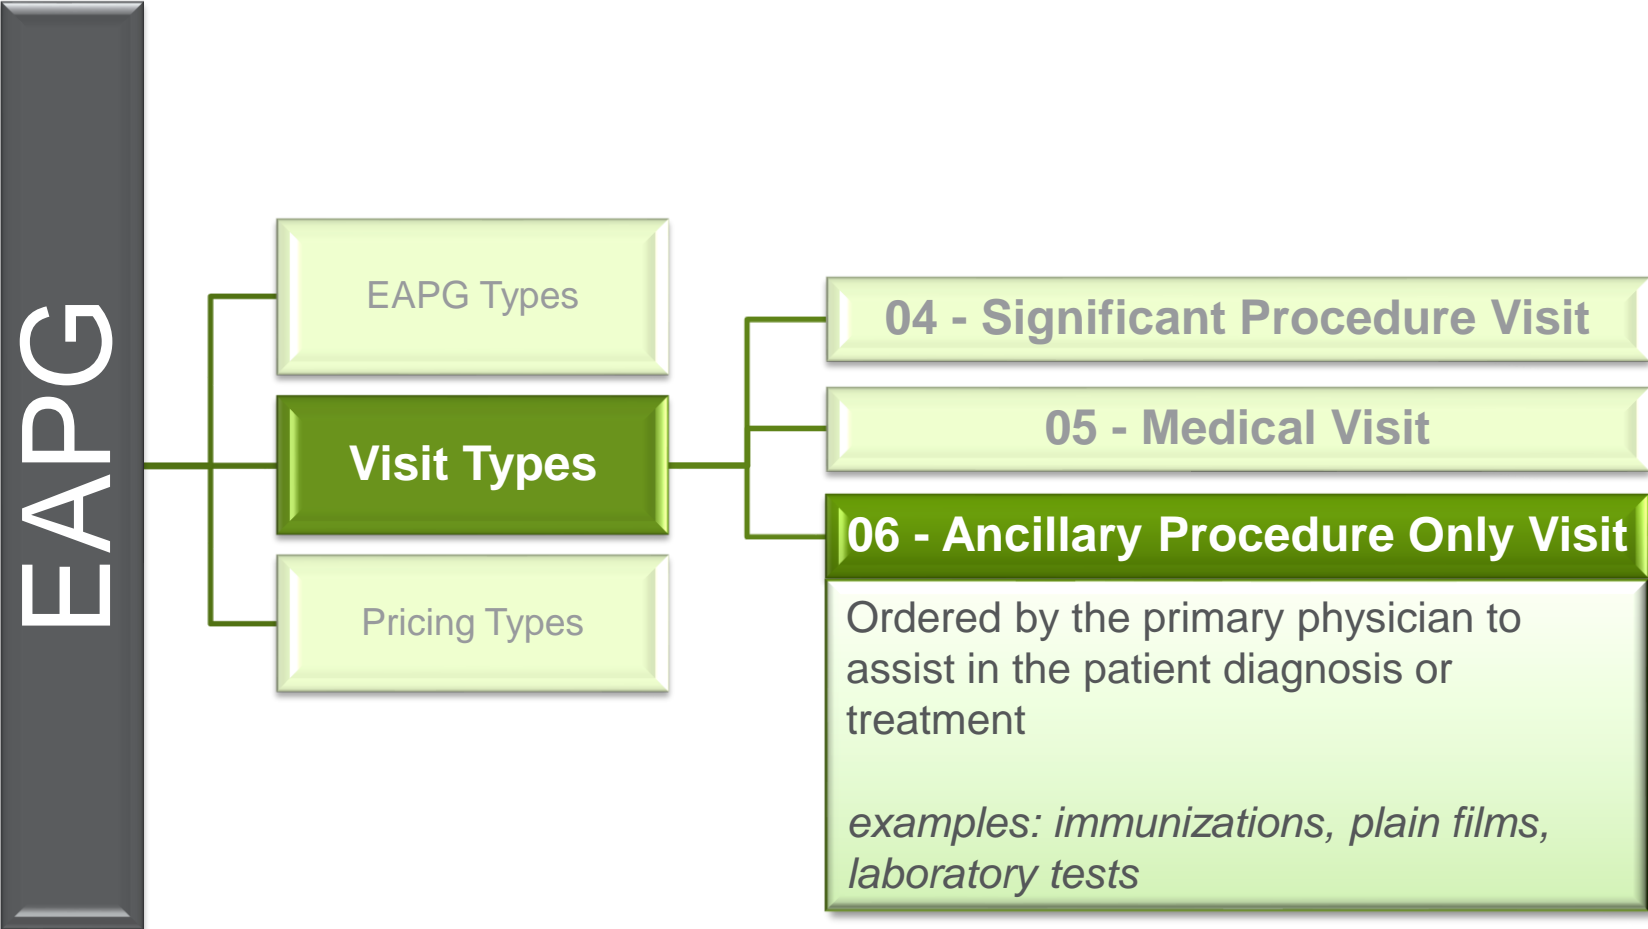 EAPG
EAPG Types
Visit Types
Pricing Types
04 - Significant Procedure Visit
05 - Medical Visit
06 - Ancillary Procedure Only Visit
Ordered by the primary physician to
assist in the patient diagnosis or
treatment
examples: immunizations, plain films,
laboratory tests